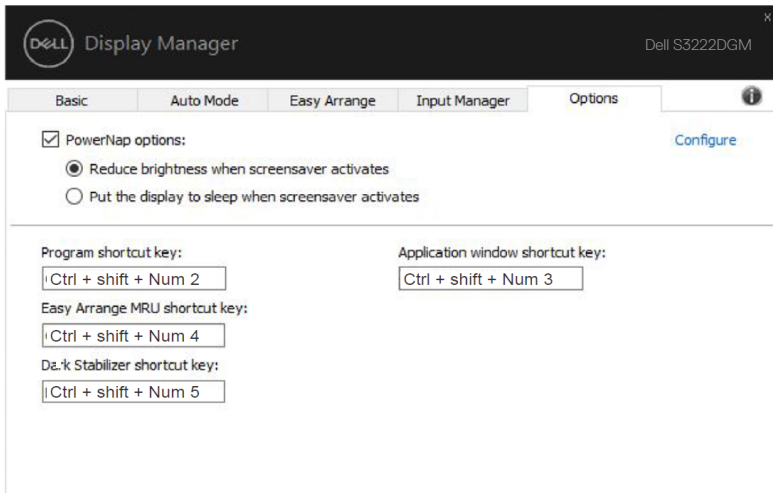 x
DELL Display Manager Dell S3222DGM
Basic Auto Mode Easy Arrange Input Manager Options i
PowerNap options: Configure
Reduce brightness when screensaver activates
Put the display to sleep when screensaver activates
Program shortcut key: Application window shortcut key:
Ctrl + shift + Num 2 Ctrl + shift + Num 3
Easy Arrange MRU shortcut key:
Ctrl + shift + Num 4
Dark Stabilizer shortcut key:
Ctrl + shift + Num 5